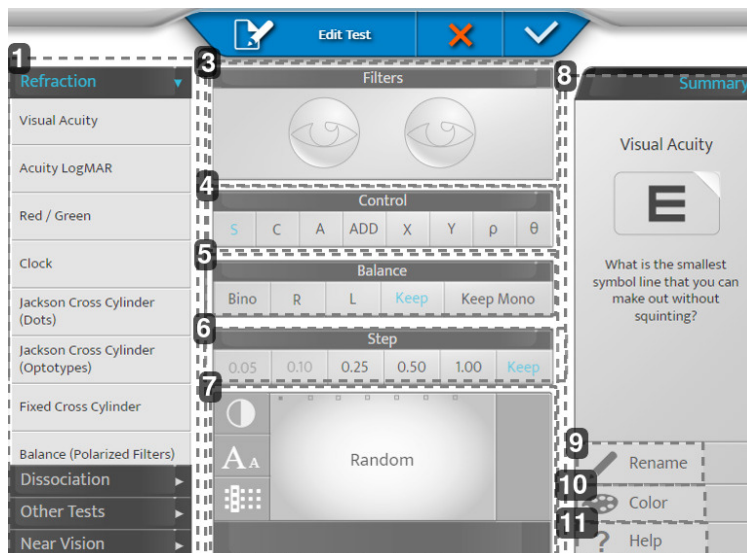 Edit Test
1
Refraction
Visual Acuity
Acuity LogMAR
Red / Green
Clock
Jackson Cross Cylinder
(Dots)
Jackson Cross Cylinder
(Optotypes)
Fixed Cross Cylinder
Balance (Polarized Filters)
Dissociation
Other Tests
Near Vision
3
Filters
4
Control
S C A ADD X Y ρ θ
5
Balance
Bino R L Keep Keep Mono
6
Step
0.05 0.10 0.25 0.50 1.00 Keep
7
A A
Random
8
Summary
Visual Acuity
E
What is the smallest
symbol line that you can
make out without
squinting?
9
Rename
10
Color
11
? Help